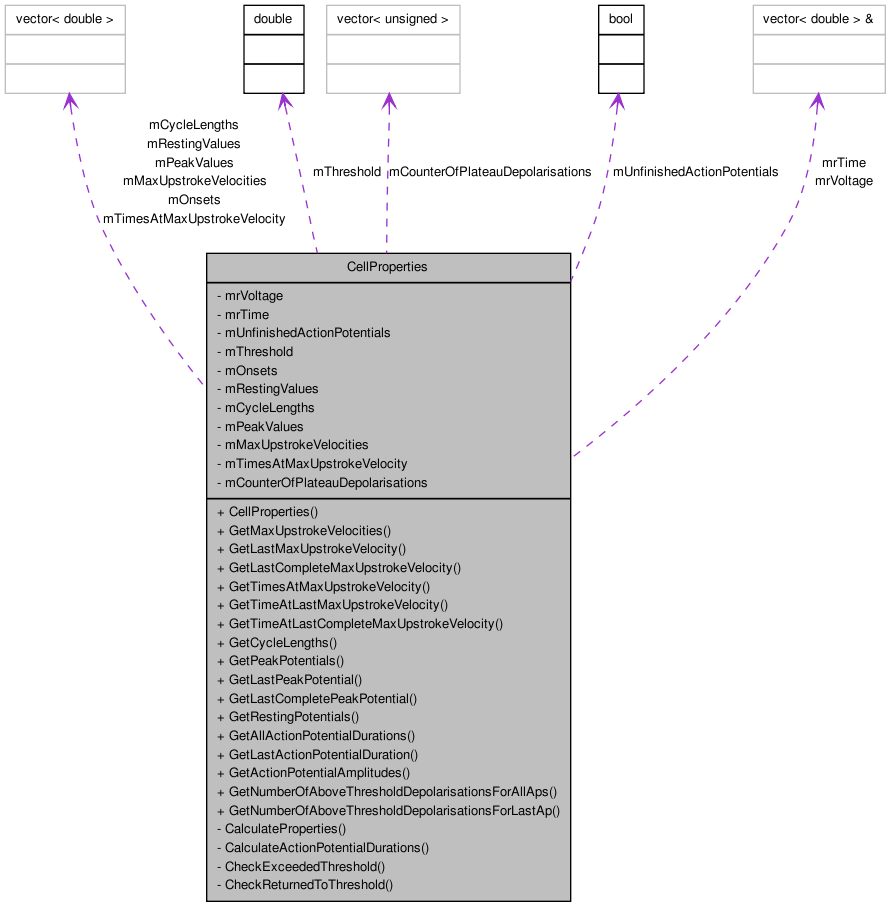 vector< double >
double
vector< unsigned >
bool
vector< double > &
mCycleLengths
mRestingValues
mPeakValues
mMaxUpstrokeVelocities
mOnsets
mTimesAtMaxUpstrokeVelocity
mThreshold
mCounterOfPlateauDepolarisations
mUnfinishedActionPotentials
mrTime
mrVoltage
CellProperties
- mrVoltage
- mrTime
- mUnfinishedActionPotentials
- mThreshold
- mOnsets
- mRestingValues
- mCycleLengths
- mPeakValues
- mMaxUpstrokeVelocities
- mTimesAtMaxUpstrokeVelocity
- mCounterOfPlateauDepolarisations
+ CellProperties()
+ GetMaxUpstrokeVelocities()
+ GetLastMaxUpstrokeVelocity()
+ GetLastCompleteMaxUpstrokeVelocity()
+ GetTimesAtMaxUpstrokeVelocity()
+ GetTimeAtLastMaxUpstrokeVelocity()
+ GetTimeAtLastCompleteMaxUpstrokeVelocity()
+ GetCycleLengths()
+ GetPeakPotentials()
+ GetLastPeakPotential()
+ GetLastCompletePeakPotential()
+ GetRestingPotentials()
+ GetAllActionPotentialDurations()
+ GetLastActionPotentialDuration()
+ GetActionPotentialAmplitudes()
+ GetNumberOfAboveThresholdDepolarisationsForAllAps()
+ GetNumberOfAboveThresholdDepolarisationsForLastAp()
- CalculateProperties()
- CalculateActionPotentialDurations()
- CheckExceededThreshold()
- CheckReturnedToThreshold()